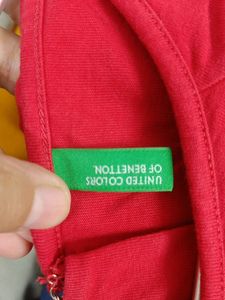 UNITED COLORS
OF BENETTON.